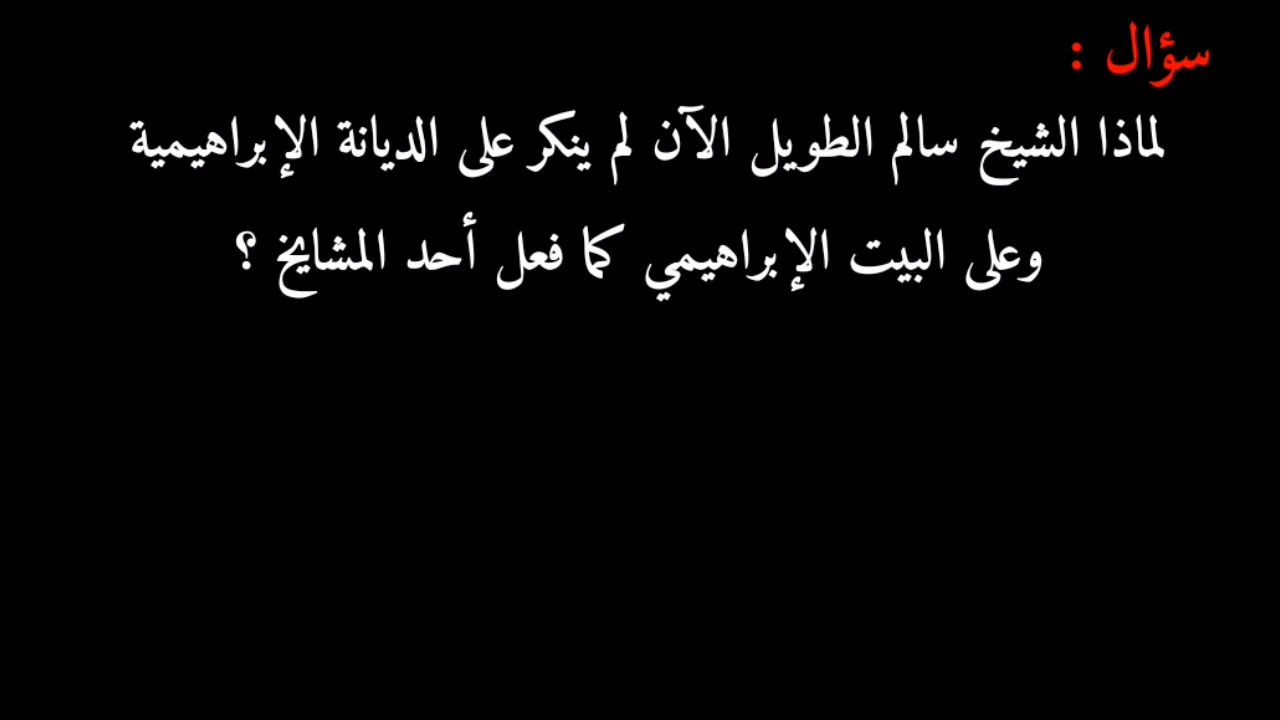 سؤال :
لماذا الشيخ سالم الطويل الآن لم ينكر على الديانة الإبراهيمية
وعلى البيت الإبراهيمي كما فعل أحد المشايخ ؟